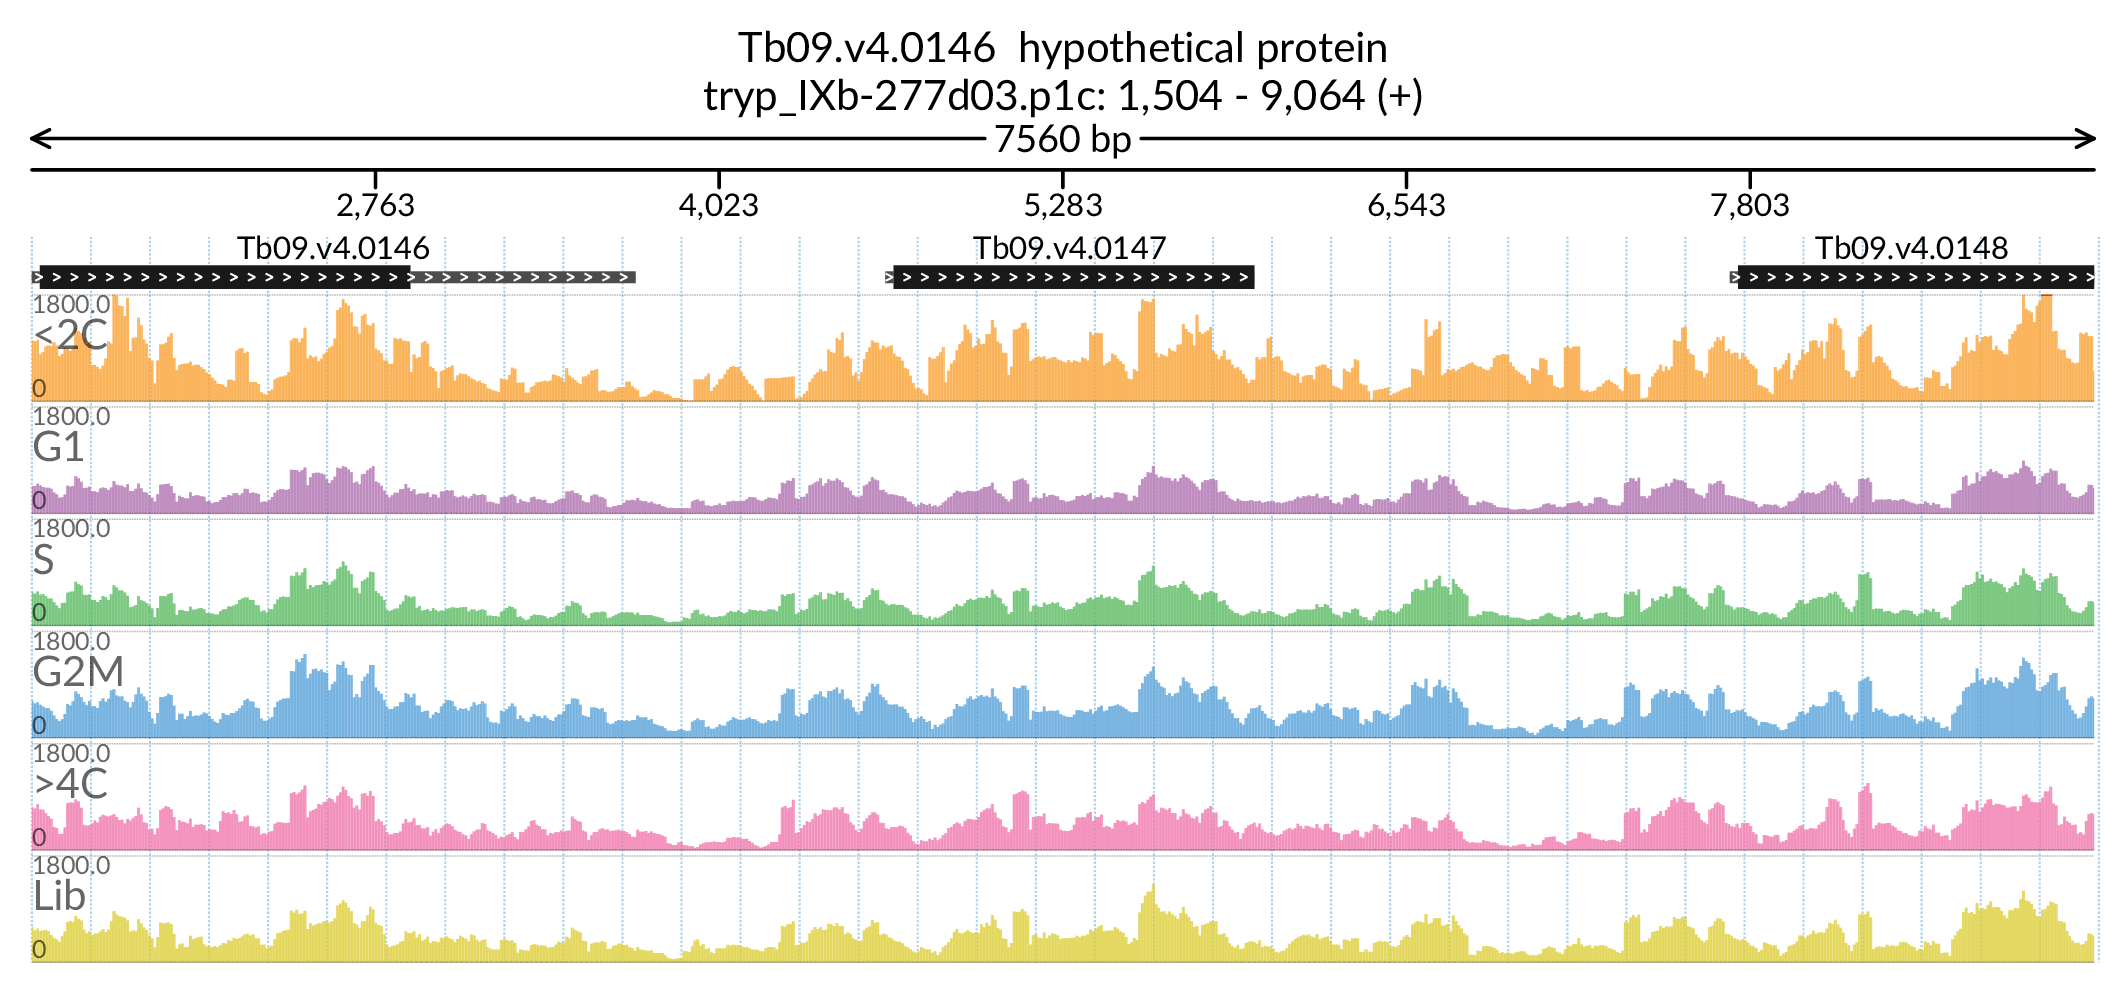 Tb09.v4.0146 hypothetical protein
tryp_IXb-277d03.p1c: 1,504 - 9,064 (+)
7560 bp
2,763 4,023 5,283 6,543 7,803
Tb09.v4.0146 Tb09.v4.0147 Tb09.v4.0148
1800.0
<2C
0
1800.0
G1
0
1800.0
S
0
1800.0
G2M
0
1800.0
>4C
0
1800.0
Lib
0